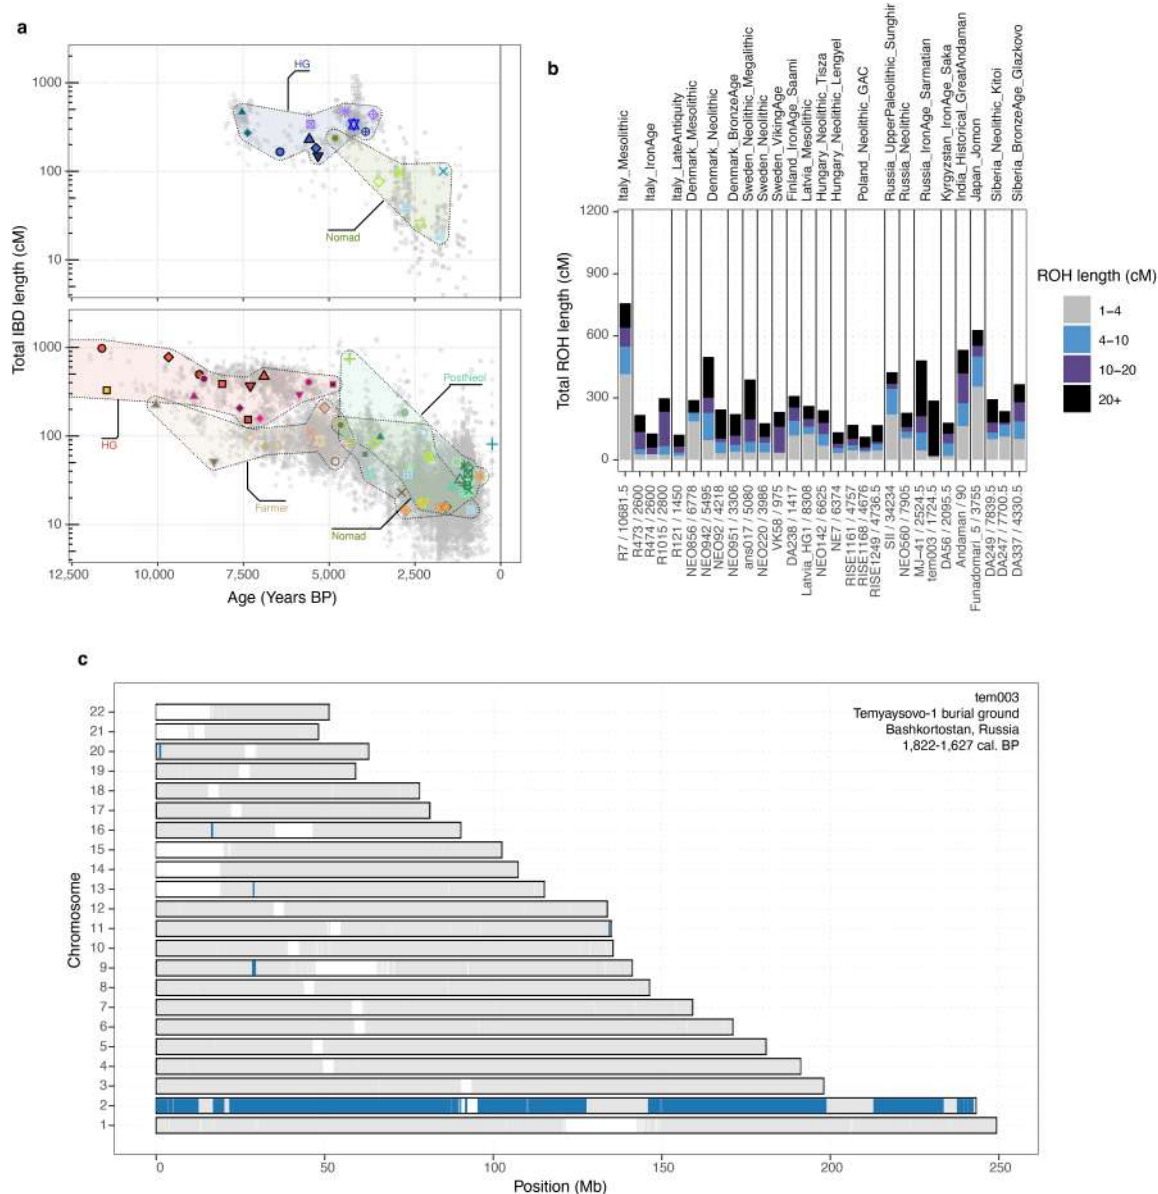 a
HG
1000
100
10
Nomad
Total IBD length (cM)
HG
1000
100
10
PostNeol
Farmer
Nomad
12,500
10,000
7,500
5,000
2,500
0
Age (Years BP)
b
Italy_Mesolithic
Italy_IronAge
Italy_LateAntiquity
Denmark_Mesolithic
Denmark_Neolithic
Denmark_BronzeAge
Sweden_Neolithic_Megalithic
Sweden_Neolithic
Sweden_VikingAge
Finland_IronAge_Saami
Latvia_Mesolithic
Hungary_Neolithic_Tisza
Hungary_Neolithic_Lengyel
Poland_Neolithic_GAC
Russia_UpperPaleolithic_Sunghir
Russia_Neolithic
Russia_IronAge_Sarmatian
Kyrgyzstan_IronAge_Saka
India_Historical_GreatAndaman
Japan_Jomon
Siberia_Neolithic_Kitoi
Siberia_BronzeAge_Glazkovo
Total ROH length (cM)
1200
900
600
300
0
R7 / 10681.5
R473 / 2600
R474 / 2600
R1015 / 2800
R121 / 1450
NEO856 / 6778
NEO942 / 5495
NEO92 / 4218
NEO951 / 3306
ans017 / 5080
NEO220 / 3986
VK58 / 975
DA238 / 1417
Latvia_HG1 / 8308
NEO142 / 6625
NE7 / 6374
RISE1161 / 4757
RISE1168 / 4676
RISE1249 / 4736.5
SII / 34234
NEO560 / 7905
MJ-41 / 2524.5
tem003 / 1724.5
DA56 / 2095.5
Andaman / 90
Funadomari_5 / 3755
DA249 / 7839.5
DA247 / 7700.5
DA337 / 4330.5
ROH length (cM)
1–4
4–10
10–20
20+
c
tem003
Temyaysovo-1 burial ground
Bashkortostan, Russia
1,822-1,627 cal. BP
Chromosome
22
21
20
19
18
17
16
15
14
13
12
11
10
9
8
7
6
5
4
3
2
1
0
50
100
150
200
250
Position (Mb)